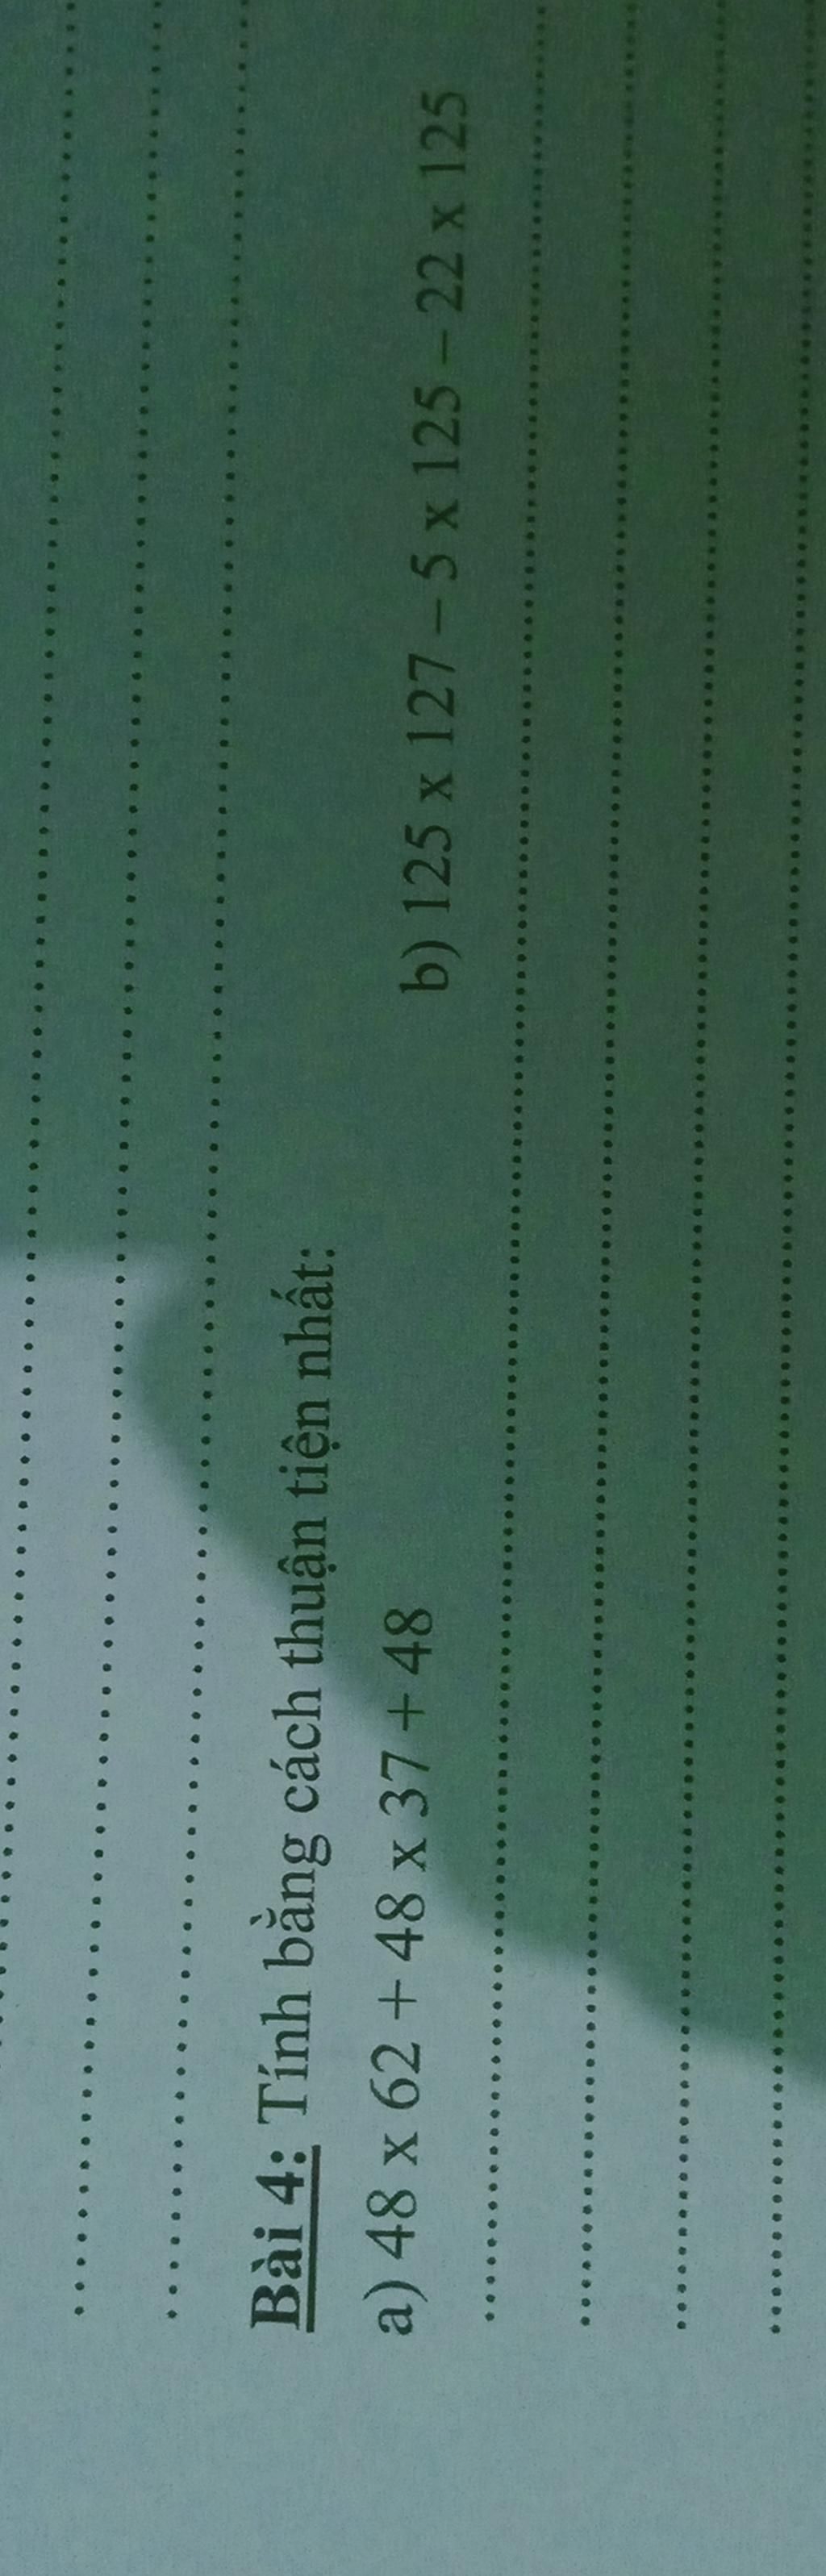 Bài 4: Tính bằng cách thuận tiện nhất:
a) 48 x 62 + 48 x 37 + 48 b) 125 x 127 – 5 x 125 – 22 x 125